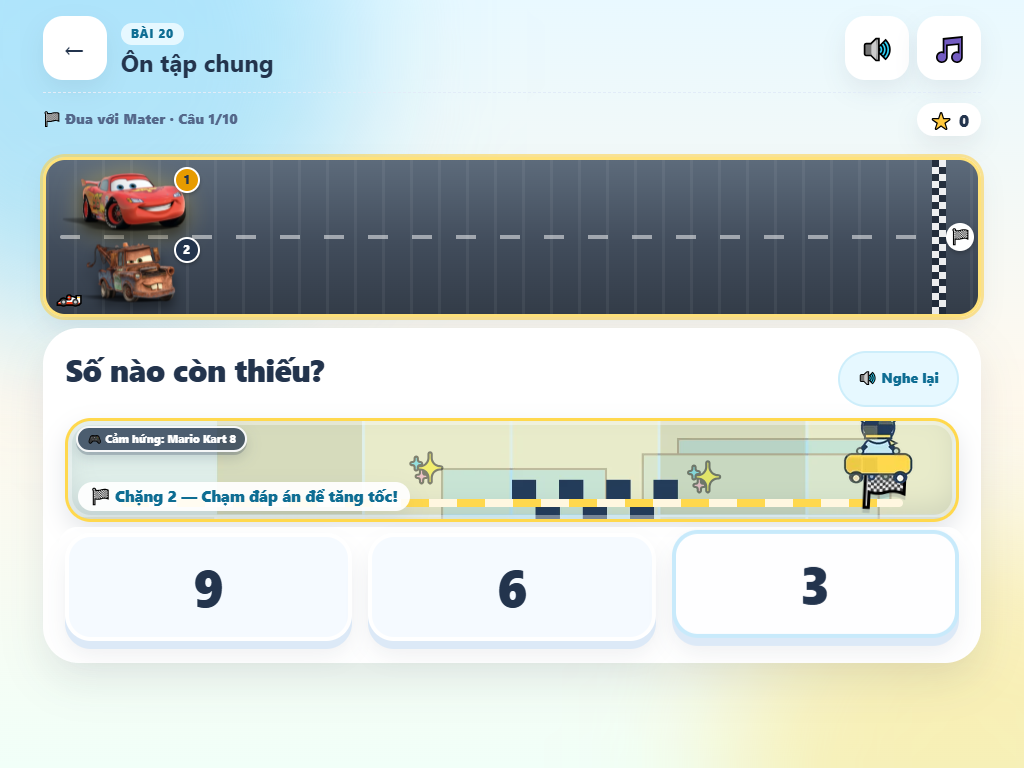 ←
BÀI 20
Ôn tập chung
Đua với Mater · Câu 1/10
0
1
2
Số nào còn thiếu?
Nghe lại
Cảm hứng: Mario Kart 8
Chặng 2 — Chạm đáp án để tăng tốc!
9
6
3